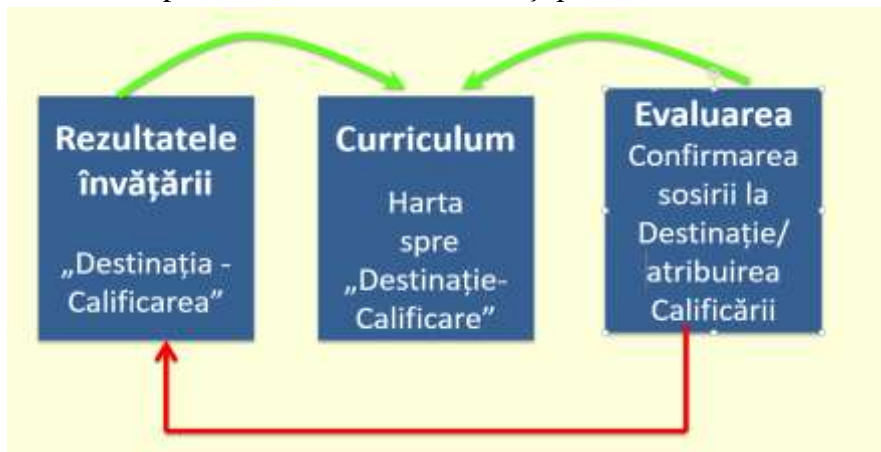 Rezultatele
învățării
„Destinația -
Calificarea”
Curriculum
Harta
spre
„Destinație-
Calificare”
Evaluarea
Confirmarea
sosirii la
Destinație/
atribuirea
Calificării